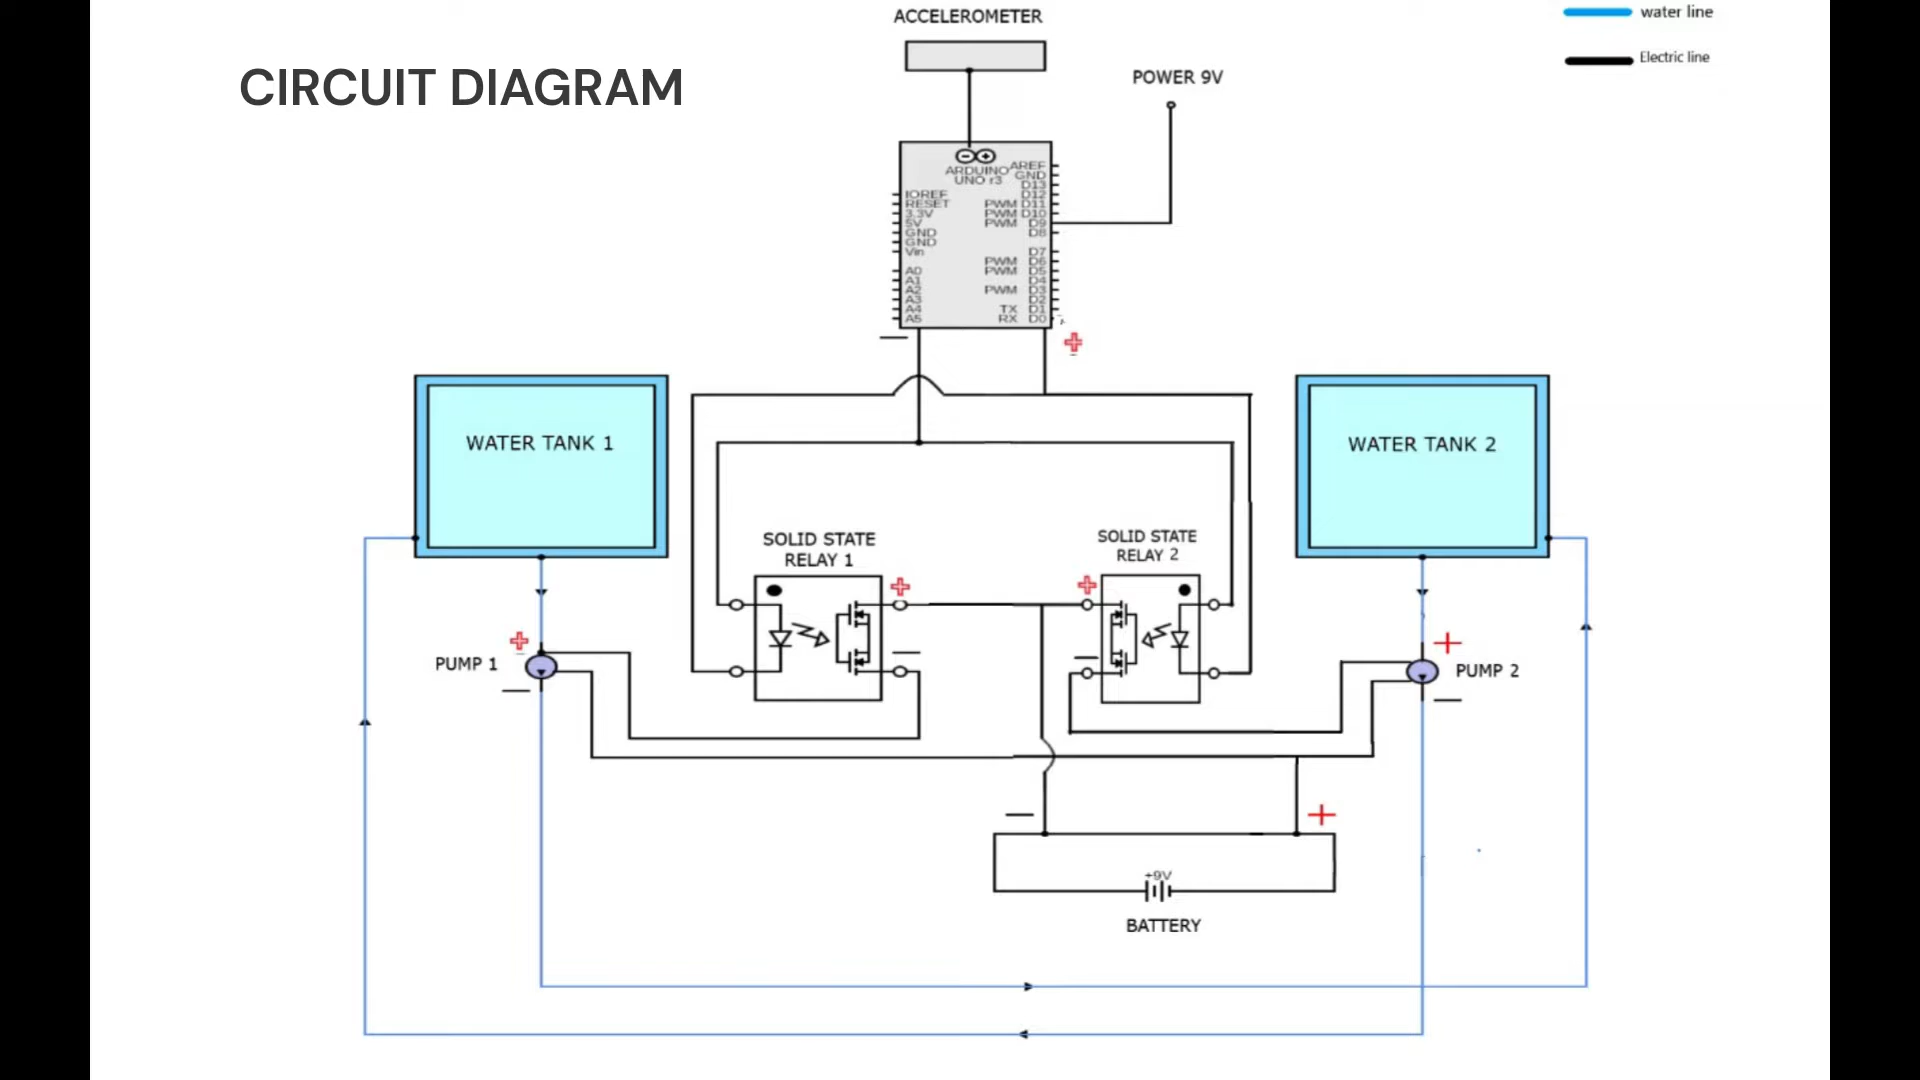 ACCELEROMETER
water line
Electric line
CIRCUIT DIAGRAM
POWER 9V
ARDUINO
UNO r3
AREF
GND
D13
D12
PWM D11
PWM D10
PWM D9
D8
D7
PWM D6
PWM D5
D4
PWM D3
D2
TX D1
RX D0
IOREF
RESET
3.3V
5V
GND
GND
Vin
A0
A1
A2
A3
A4
A5
WATER TANK 1
WATER TANK 2
SOLID STATE
RELAY 1
SOLID STATE
RELAY 2
PUMP 1
PUMP 2
+9V
BATTERY